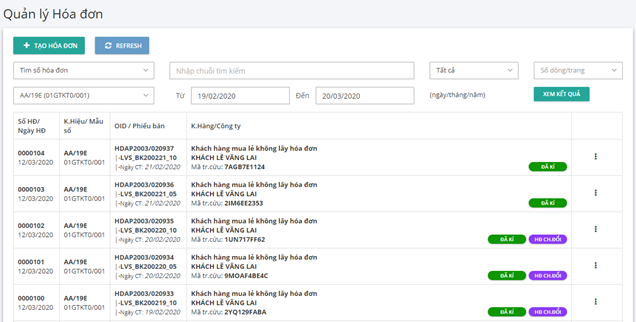 Quản lý Hóa đơn
TẠO HÓA ĐƠN REFRESH
Tìm số hóa đơn Nhập chuỗi tìm kiếm Tất cả Số dòng/trang
AA/19E (01GTKT0/001) Từ 19/02/2020 Đến 20/03/2020 (ngày/tháng/năm) XEM KẾT QUẢ
Số HĐ/ K.Hiệu/ Mẫu OID / Phiếu bán K.Hàng/Công ty
Ngày HĐ số
0000104 AA/19E HDAP2003/020937 Khách hàng mua lẻ không lấy hóa đơn
12/03/2020 01GTKT0/001 |-LVS_BK200221_10 KHÁCH LẺ VÃNG LAI
|-Ngày CT: 21/02/2020 Mã tr.cứu: 7AGB7E1124 ĐÃ KÍ
0000103 AA/19E HDAP2003/020936 Khách hàng mua lẻ không lấy hóa đơn
12/03/2020 01GTKT0/001 |-LVS_BK200221_05 KHÁCH LẺ VÃNG LAI
|-Ngày CT: 21/02/2020 Mã tr.cứu: 2IM6EE2353 ĐÃ KÍ
0000102 AA/19E HDAP2003/020935 Khách hàng mua lẻ không lấy hóa đơn
12/03/2020 01GTKT0/001 |-LVS_BK200220_10 KHÁCH LẺ VÃNG LAI
|-Ngày CT: 20/02/2020 Mã tr.cứu: 1UN717FF62 ĐÃ KÍ HĐ CH.ĐỔI
0000101 AA/19E HDAP2003/020934 Khách hàng mua lẻ không lấy hóa đơn
12/03/2020 01GTKT0/001 |-LVS_BK200220_05 KHÁCH LẺ VÃNG LAI
|-Ngày CT: 20/02/2020 Mã tr.cứu: 9MOAF4BE4C ĐÃ KÍ HĐ CH.ĐỔI
0000100 AA/19E HDAP2003/020933 Khách hàng mua lẻ không lấy hóa đơn
12/03/2020 01GTKT0/001 |-LVS_BK200219_10 KHÁCH LẺ VÃNG LAI
|-Ngày CT: 19/02/2020 Mã tr.cứu: 2YQ129FABA ĐÃ KÍ HĐ CH.ĐỔI